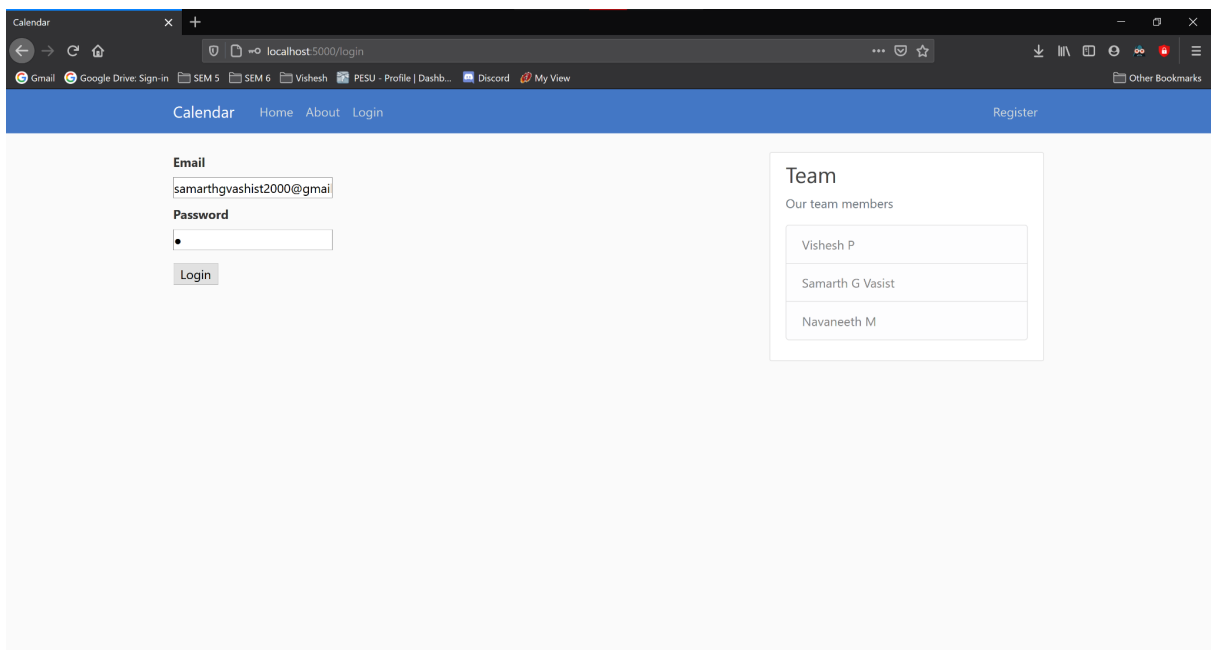 Calendar
localhost:5000/login
Gmail Google Drive: Sign-in SEM 5 SEM 6 Vishesh PESU - Profile | Dashb... Discord My View Other Bookmarks
Calendar Home About Login Register
Email
samarthgvashist2000@gmail
Password
Login
Team
Our team members
Vishesh P
Samarth G Vasist
Navaneeth M